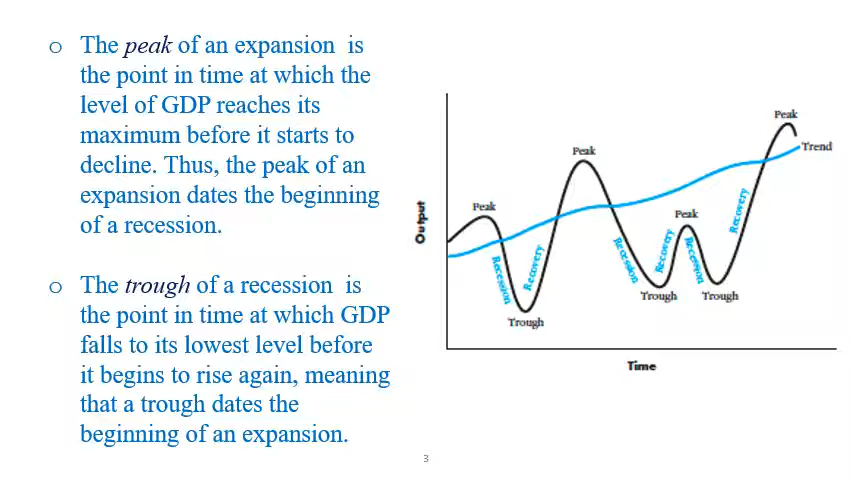 o The peak of an expansion is
the point in time at which the
level of GDP reaches its
maximum before it starts to
decline. Thus, the peak of an
expansion dates the beginning
of a recession.
o The trough of a recession is
the point in time at which GDP
falls to its lowest level before
it begins to rise again, meaning
that a trough dates the
beginning of an expansion.
Output
Peak
Recession
Trough
Recovery
Peak
Recession
Trough
Recovery
Peak
Recession
Trough
Recovery
Peak
Trend
Time
3